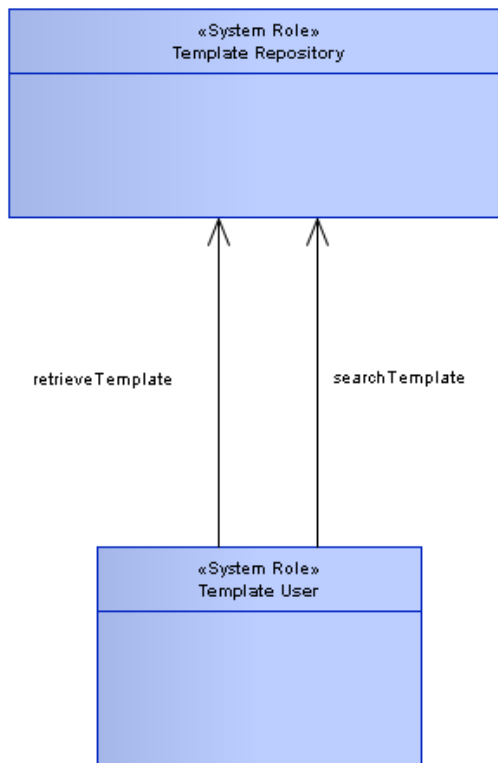 «System Role»
Template Repository
retrieveTemplate
searchTemplate
«System Role»
Template User